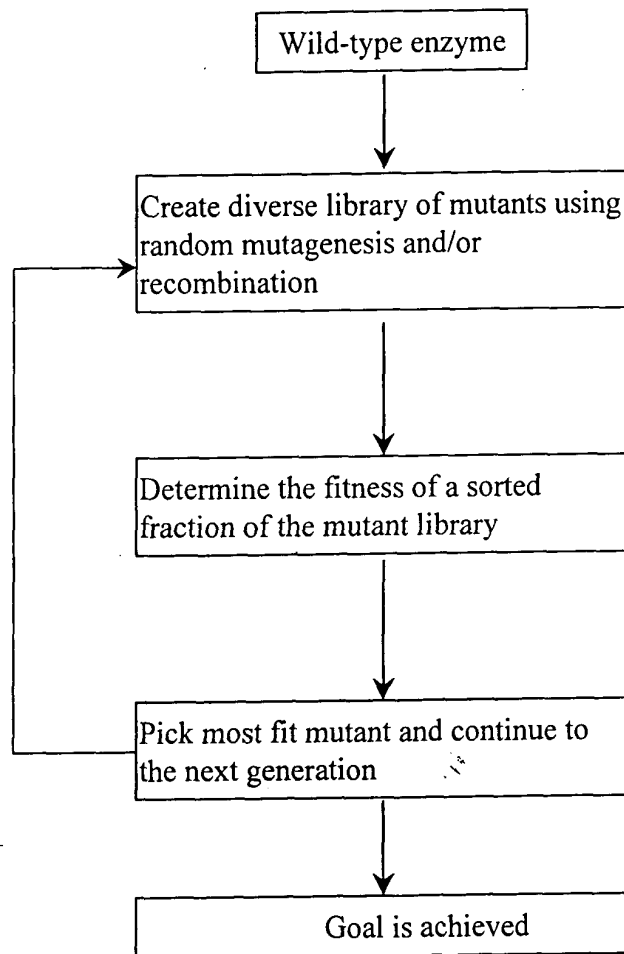 Wild-type enzyme
Create diverse library of mutants using
random mutagenesis and/or
recombination
Determine the fitness of a sorted
fraction of the mutant library
Pick most fit mutant and continue to
the next generation
Goal is achieved